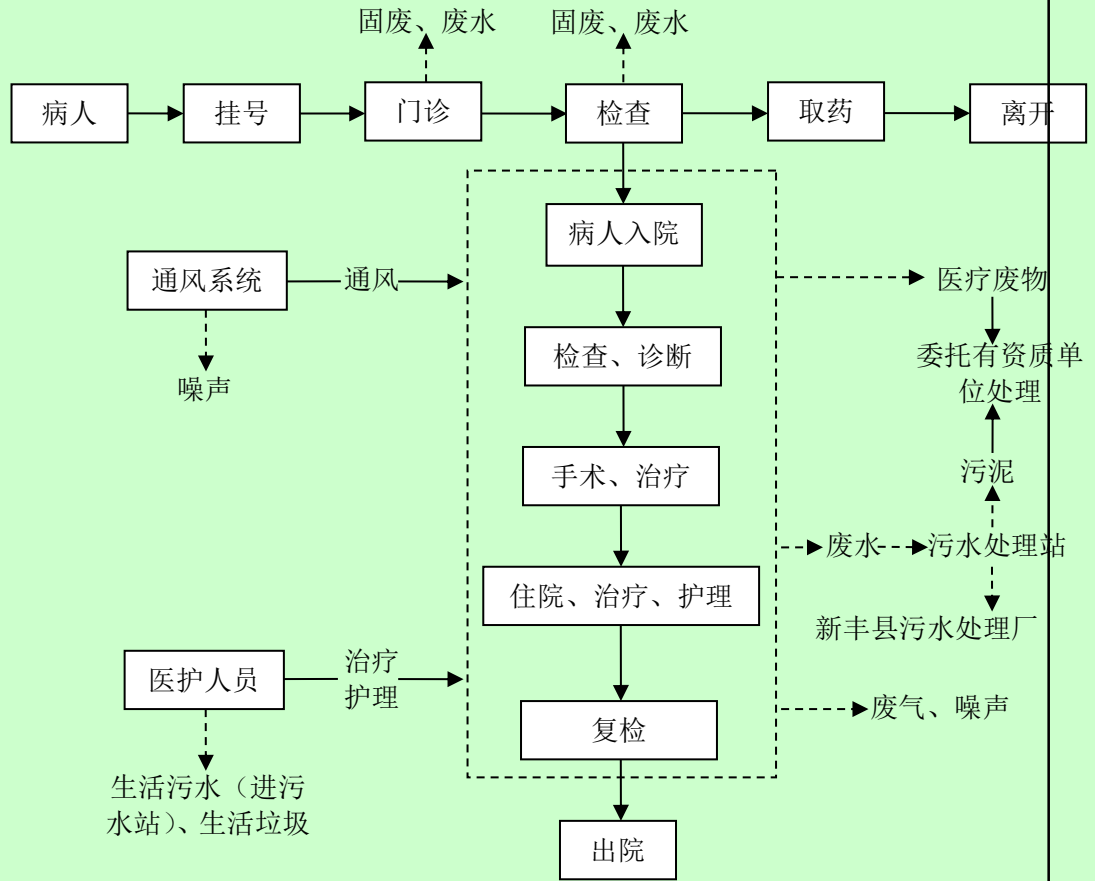 固废、废水
固废、废水
病人
挂号
门诊
检查
取药
离开
病人入院
通风系统
通风
医疗废物
噪声
检查、诊断
委托有资质单
位处理
手术、治疗
污泥
废水
污水处理站
住院、治疗、护理
新丰县污水处理厂
医护人员
治疗
护理
复检
废气、噪声
生活污水（进污
水站）、生活垃圾
出院